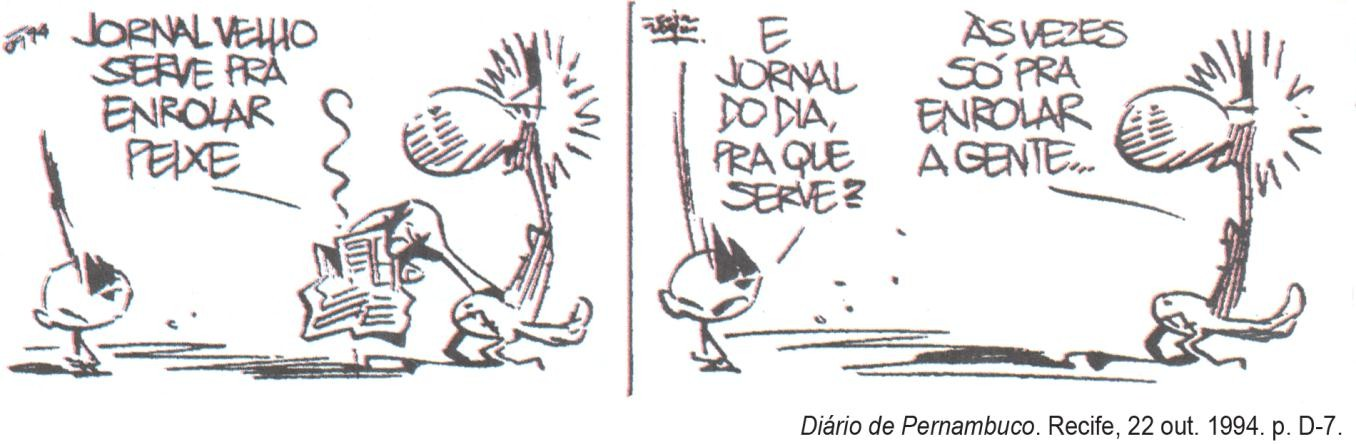 JORNAL VELHO
SERVE PRA
ENROLAR
PEIXE
E
JORNAL
DO DIA,
PRA QUE
SERVE?
ÀS VEZES
SÓ PRA
ENROLAR
A GENTE...
Diário de Pernambuco. Recife, 22 out. 1994. p. D-7.